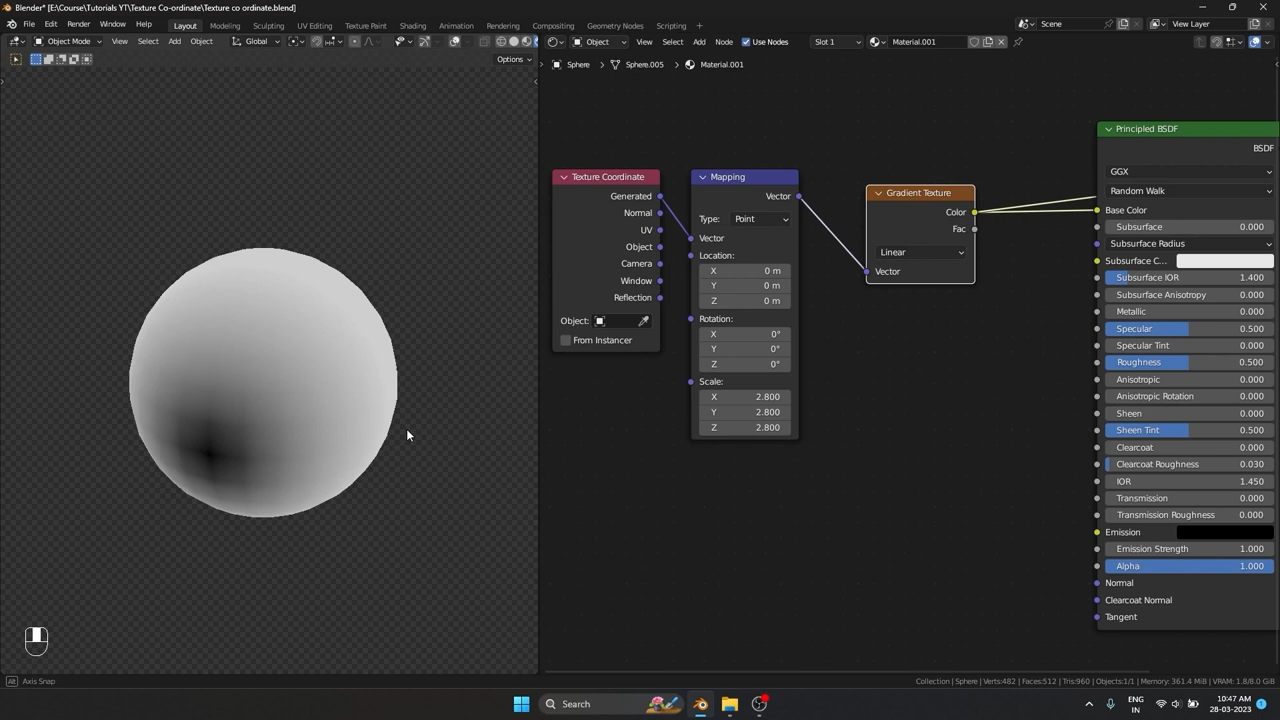 Blender* [E:\Course\Tutorials YT\Texture Co-ordinate\Texture co ordinate.blend]
File Edit Render Window Help Layout Modeling Sculpting UV Editing Texture Paint Shading Animation Rendering Compositing Geometry Nodes Scripting Scene View Layer
Object Mode View Select Add Object Global Object View Select Add Node Use Nodes Slot 1 Material.001
Options Sphere Sphere.005 Material.001
Principled BSDF
BSDF
GGX
Random Walk
Base Color
Subsurface 0.000
Subsurface Radius
Subsurface C...
Subsurface IOR 1.400
Subsurface Anisotropy 0.000
Metallic 0.000
Specular 0.500
Specular Tint 0.000
Roughness 0.500
Anisotropic 0.000
Anisotropic Rotation 0.000
Sheen 0.000
Sheen Tint 0.500
Clearcoat 0.000
Clearcoat Roughness 0.030
IOR 1.450
Transmission 0.000
Transmission Roughness 0.000
Emission
Emission Strength 1.000
Alpha 1.000
Normal
Clearcoat Normal
Tangent
Texture Coordinate
Generated
Normal
UV
Object
Camera
Window
Reflection
Object:
From Instancer
Mapping
Vector
Type: Point
Vector
Location:
X 0 m
Y 0 m
Z 0 m
Rotation:
X 0°
Y 0°
Z 0°
Scale:
X 2.800
Y 2.800
Z 2.800
Gradient Texture
Color
Fac
Linear
Vector
Alt Axis Snap Collection | Sphere | Verts:482 | Faces:512 | Tris:960 | Objects:1/1 | Memory: 361.4 MiB | VRAM: 1.8/8.0 GiB
Search ENG IN 10:47 AM 28-03-2023